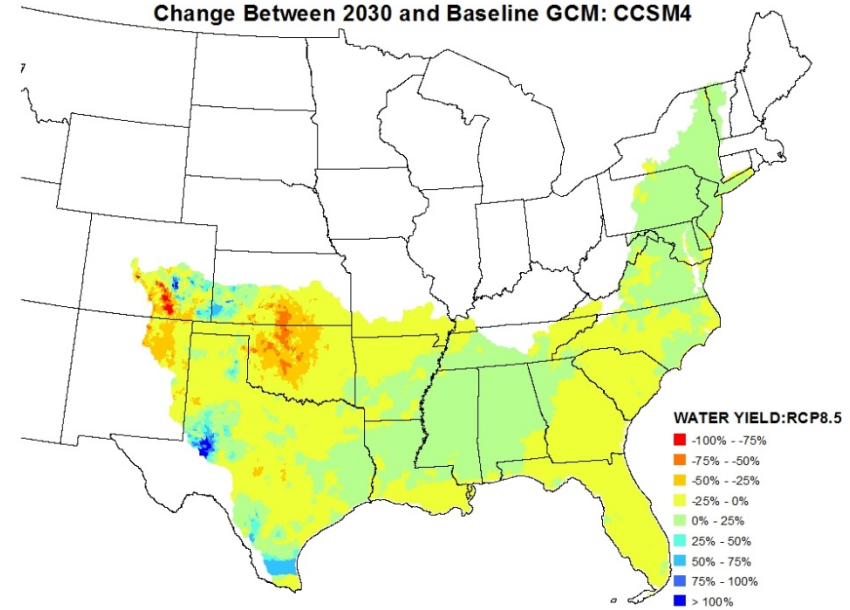 Change Between 2030 and Baseline GCM: CCSM4
7
WATER YIELD:RCP8.5
-100% - -75%
-75% - -50%
-50% - -25%
-25% - 0%
0% - 25%
25% - 50%
50% - 75%
75% - 100%
> 100%